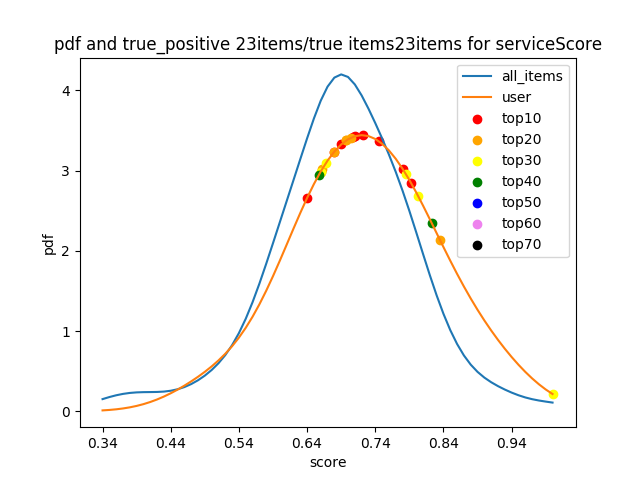 pdf and true_positive 23items/true items23items for serviceScore
all_items
user
top10
top20
top30
top40
top50
top60
top70
pdf
4
3
2
1
0
0.34 0.44 0.54 0.64 0.74 0.84 0.94
score